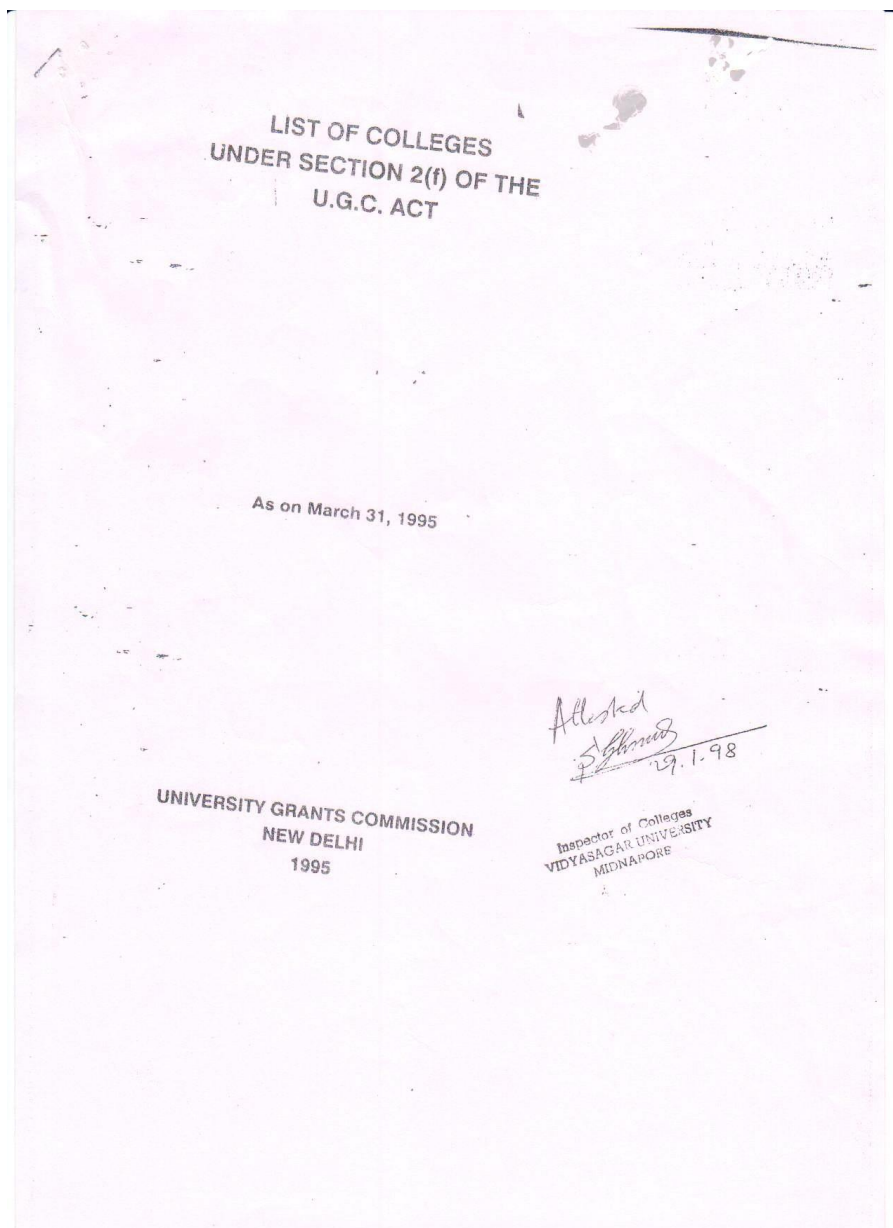 LIST OF COLLEGES
UNDER SECTION 2(f) OF THE
U.G.C. ACT
As on March 31, 1995
Attested
29.1.98
UNIVERSITY GRANTS COMMISSION
NEW DELHI
1995
Inspector of Colleges
VIDYASAGAR UNIVERSITY
MIDNAPORE